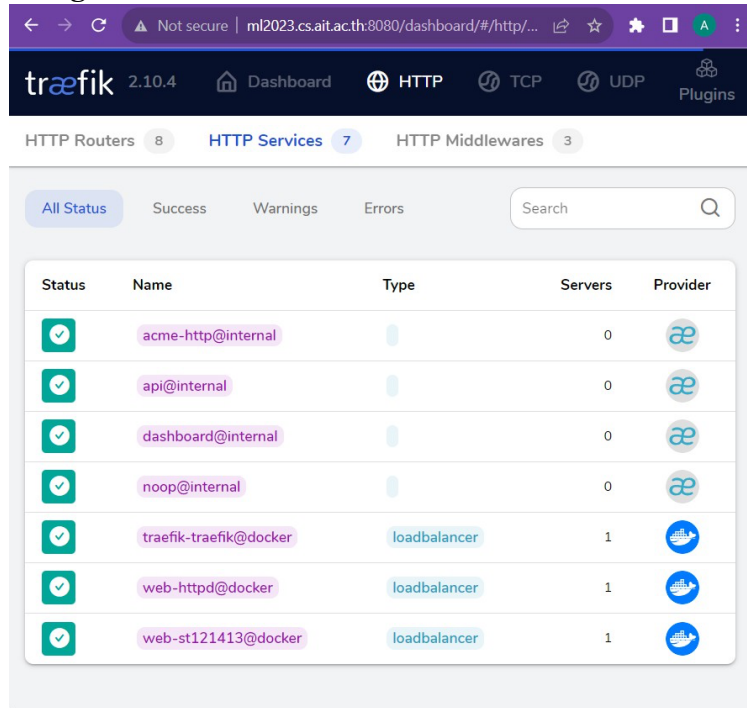 Not secure | ml2023.cs.ait.ac.th:8080/dashboard/#/http/... A
træfik 2.10.4 Dashboard HTTP TCP UDP Plugins
HTTP Routers 8 HTTP Services 7 HTTP Middlewares 3
All Status Success Warnings Errors Search
Status Name Type Servers Provider
acme-http@internal 0 æ
api@internal 0 æ
dashboard@internal 0 æ
noop@internal 0 æ
traefik-traefik@docker loadbalancer 1
web-httpd@docker loadbalancer 1
web-st121413@docker loadbalancer 1